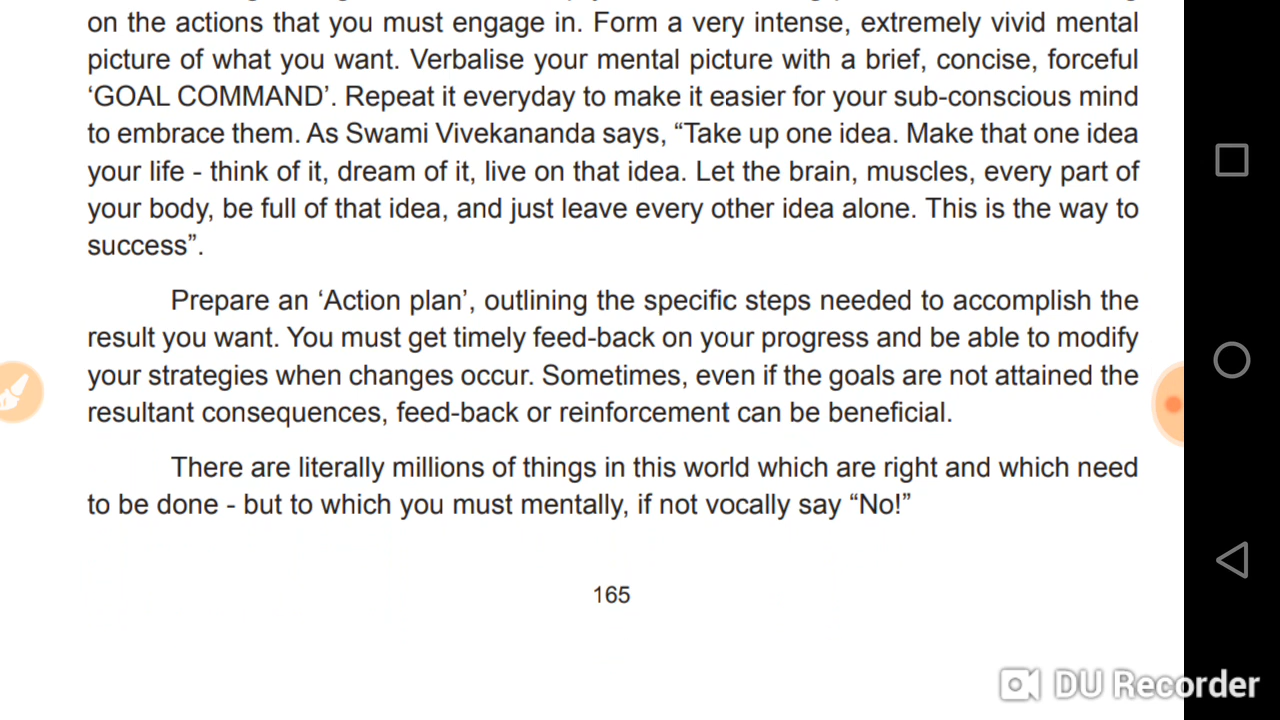 on the actions that you must engage in. Form a very intense, extremely vivid mental
picture of what you want. Verbalise your mental picture with a brief, concise, forceful
‘GOAL COMMAND’. Repeat it everyday to make it easier for your sub-conscious mind
to embrace them. As Swami Vivekananda says, “Take up one idea. Make that one idea
your life - think of it, dream of it, live on that idea. Let the brain, muscles, every part of
your body, be full of that idea, and just leave every other idea alone. This is the way to
success”.
Prepare an ‘Action plan’, outlining the specific steps needed to accomplish the
result you want. You must get timely feed-back on your progress and be able to modify
your strategies when changes occur. Sometimes, even if the goals are not attained the
resultant consequences, feed-back or reinforcement can be beneficial.
There are literally millions of things in this world which are right and which need
to be done - but to which you must mentally, if not vocally say “No!”
165
DU Recorder